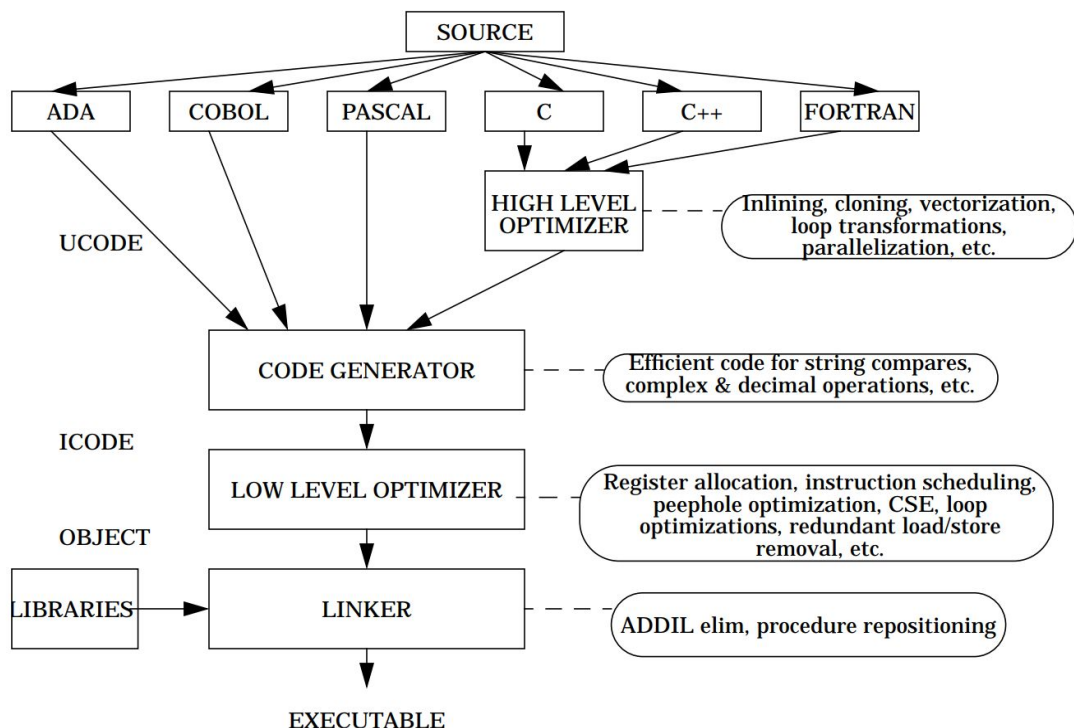 SOURCE
ADA
COBOL
PASCAL
C
C++
FORTRAN
HIGH LEVEL
OPTIMIZER
Inlining, cloning, vectorization,
loop transformations,
parallelization, etc.
UCODE
CODE GENERATOR
Efficient code for string compares,
complex & decimal operations, etc.
ICODE
LOW LEVEL OPTIMIZER
Register allocation, instruction scheduling,
peephole optimization, CSE, loop
optimizations, redundant load/store
removal, etc.
OBJECT
LIBRARIES
LINKER
ADDIL elim, procedure repositioning
EXECUTABLE